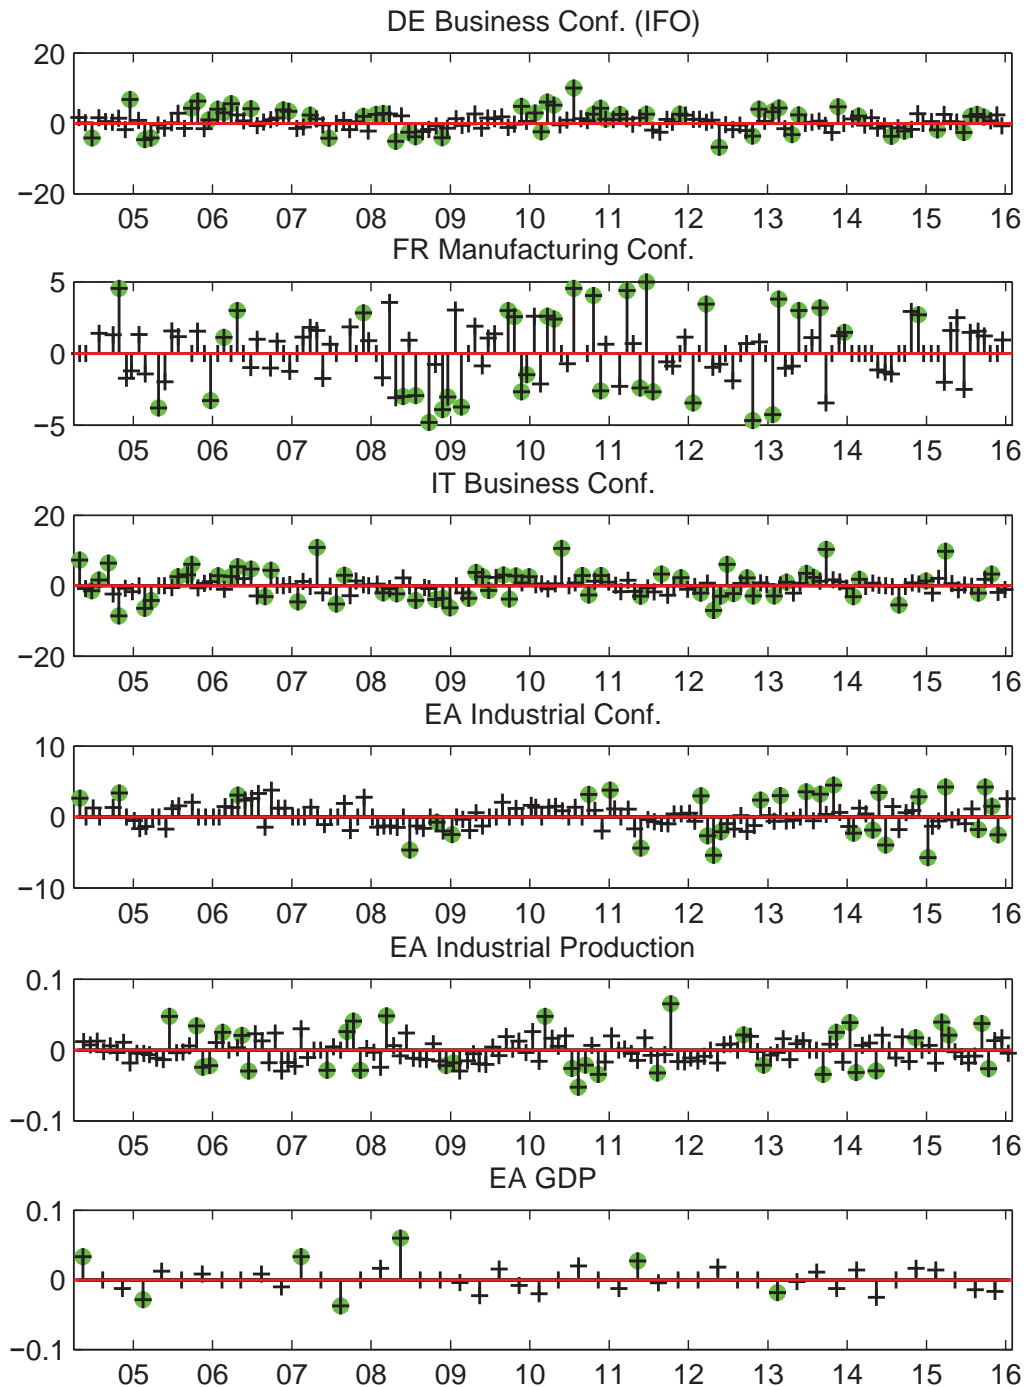 DE Business Conf. (IFO)
20
0
−20
05 06 07 08 09 10 11 12 13 14 15 16
FR Manufacturing Conf.
5
0
−5
05 06 07 08 09 10 11 12 13 14 15 16
IT Business Conf.
20
0
−20
05 06 07 08 09 10 11 12 13 14 15 16
EA Industrial Conf.
10
0
−10
05 06 07 08 09 10 11 12 13 14 15 16
EA Industrial Production
0.1
0
−0.1
05 06 07 08 09 10 11 12 13 14 15 16
EA GDP
0.1
0
−0.1
05 06 07 08 09 10 11 12 13 14 15 16